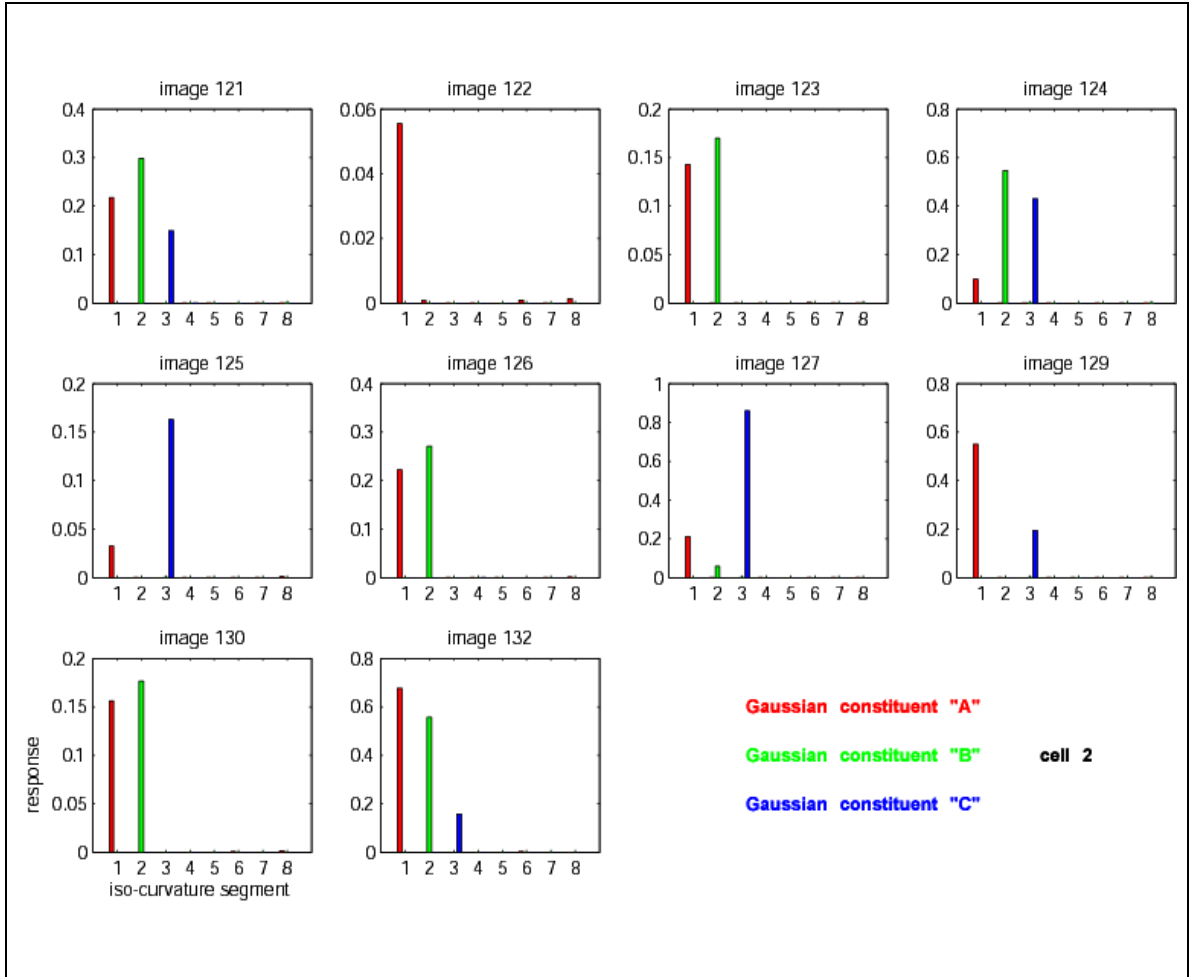 image 121
0.4
0.3
0.2
0.1
0
1 2 3 4 5 6 7 8
image 122
0.06
0.04
0.02
0
1 2 3 4 5 6 7 8
image 123
0.2
0.15
0.1
0.05
0
1 2 3 4 5 6 7 8
image 124
0.8
0.6
0.4
0.2
0
1 2 3 4 5 6 7 8
image 125
0.2
0.15
0.1
0.05
0
1 2 3 4 5 6 7 8
image 126
0.4
0.3
0.2
0.1
0
1 2 3 4 5 6 7 8
image 127
1
0.8
0.6
0.4
0.2
0
1 2 3 4 5 6 7 8
image 129
0.8
0.6
0.4
0.2
0
1 2 3 4 5 6 7 8
image 130
0.2
0.15
0.1
0.05
0
response
1 2 3 4 5 6 7 8
iso-curvature segment
image 132
0.8
0.6
0.4
0.2
0
1 2 3 4 5 6 7 8
Gaussian constituent "A"
Gaussian constituent "B" cell 2
Gaussian constituent "C"